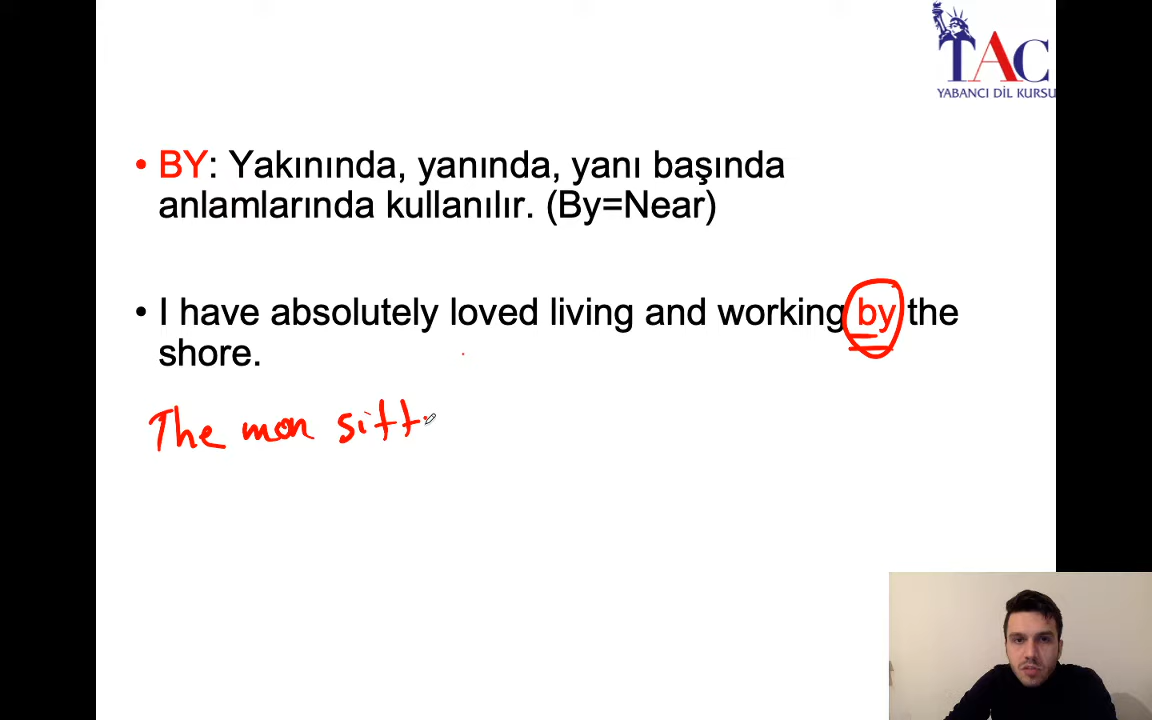 TAC
YABANCI DİL KURSU
• BY: Yakınında, yanında, yanı başında
anlamlarında kullanılır. (By=Near)
• I have absolutely loved living and working by the
shore.
The man sitt